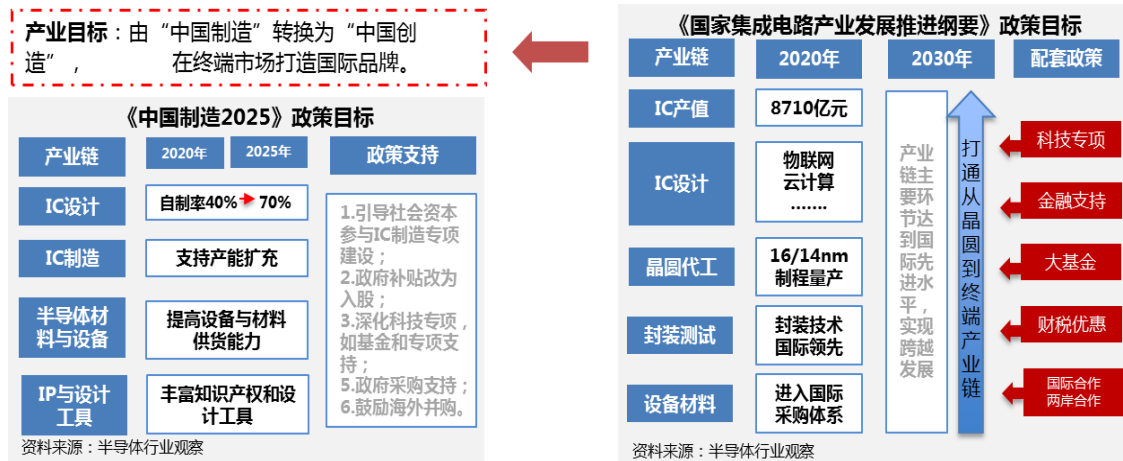 产业目标：由“中国制造”转换为“中国创
造”， 在终端市场打造国际品牌。
《中国制造2025》政策目标
产业链
2020年
2025年
政策支持
IC设计
自制率40% 70%
IC制造
支持产能扩充
半导体材
料与设备
提高设备与材料
供货能力
IP与设计
工具
丰富知识产权和设
计工具
1.引导社会资本
参与IC制造专项
建设；
2.政府补贴改为
入股；
3.深化科技专项，
如基金和专项支
持；
5.政府采购支持；
6.鼓励海外并购。
资料来源：半导体行业观察
《国家集成电路产业发展推进纲要》政策目标
产业链
2020年
2030年
配套政策
IC产值
8710亿元
IC设计
物联网
云计算
.......
晶圆代工
16/14nm
制程量产
封装测试
封装技术
国际领先
设备材料
进入国际
采购体系
产业
链主
要环
节达
到国
际先
进水
平，
实现
跨越
发展
打通从晶圆到终端产业链
科技专项
金融支持
大基金
财税优惠
国际合作
两岸合作
资料来源：半导体行业观察